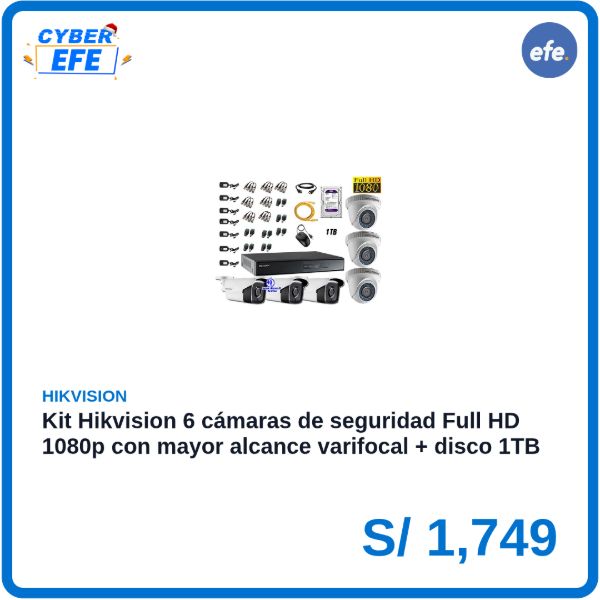 CYBER
EFE
efe.
Full HD
1080
1TB
HIKVISION
Kit Hikvision 6 cámaras de seguridad Full HD
1080p con mayor alcance varifocal + disco 1TB
S/ 1,749